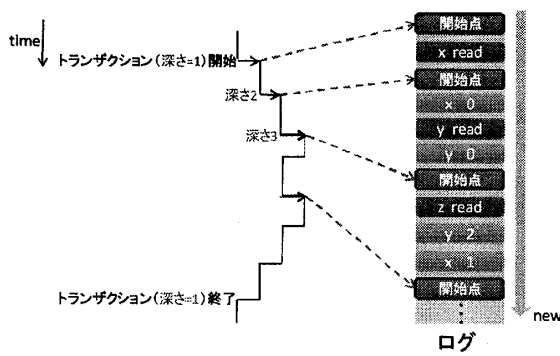 time
トランザクション(深さ=1)開始
深さ2
深さ3
トランザクション(深さ=1)終了
開始点
x read
開始点
x 0
y read
y 0
開始点
z read
y 2
x 1
開始点
new
ログ